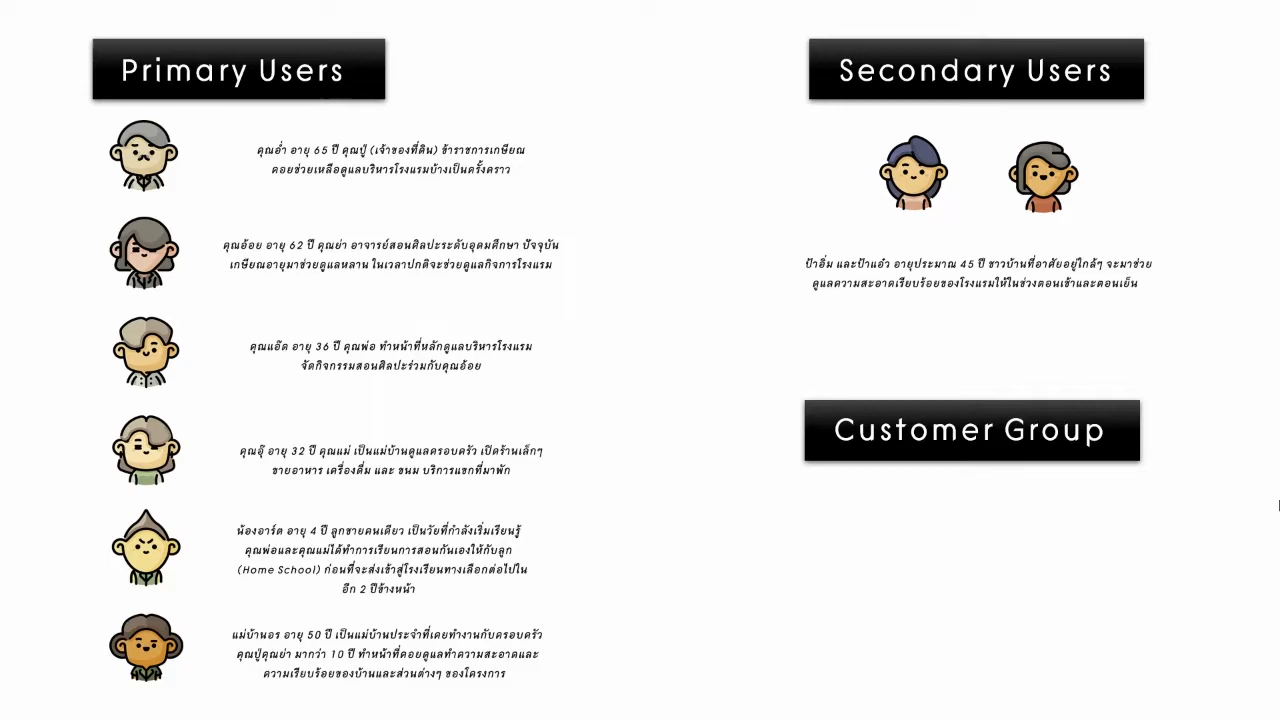 Primary Users
คุณอ่ำ อายุ 65 ปี คุณปู่ (เจ้าของที่ดิน) ข้าราชการเกษียณ
คอยช่วยเหลือดูแลบริหารโรงแรมบ้างเป็นครั้งคราว
คุณอ้อย อายุ 62 ปี คุณย่า อาจารย์สอนศิลปะระดับอุดมศึกษา ปัจจุบัน
เกษียณอายุมาช่วยดูแลหลาน ในเวลาปกติจะช่วยดูแลกิจการโรงแรม
คุณแอ๊ด อายุ 36 ปี คุณพ่อ ทำหน้าที่หลักดูแลบริหารโรงแรม
จัดกิจกรรมสอนศิลปะร่วมกับคุณอ้อย
คุณอุ๊ อายุ 32 ปี คุณแม่ เป็นแม่บ้านดูแลครอบครัว เปิดร้านเล็กๆ
ขายอาหาร เครื่องดื่ม และ ขนม บริการแขกที่มาพัก
น้องอาร์ต อายุ 4 ปี ลูกชายคนเดียว เป็นวัยที่กำลังเริ่มเรียนรู้
คุณพ่อและคุณแม่ได้ทำการเรียนการสอนกันเองให้กับลูก
(Home School) ก่อนที่จะส่งเข้าสู่โรงเรียนทางเลือกต่อไปใน
อีก 2 ปีข้างหน้า
แม่บ้านอร อายุ 50 ปี เป็นแม่บ้านประจำที่เคยทำงานกับครอบครัว
คุณปู่คุณย่า มากว่า 10 ปี ทำหน้าที่คอยดูแลทำความสะอาดและ
ความเรียบร้อยของบ้านและส่วนต่างๆ ของโครงการ
Secondary Users
ป้าอิ่ม และป้าแอ๋ว อายุประมาณ 45 ปี ชาวบ้านที่อาศัยอยู่ใกล้ๆ จะมาช่วย
ดูแลความสะอาดเรียบร้อยของโรงแรมให้ในช่วงตอนเช้าและตอนเย็น
Customer Group